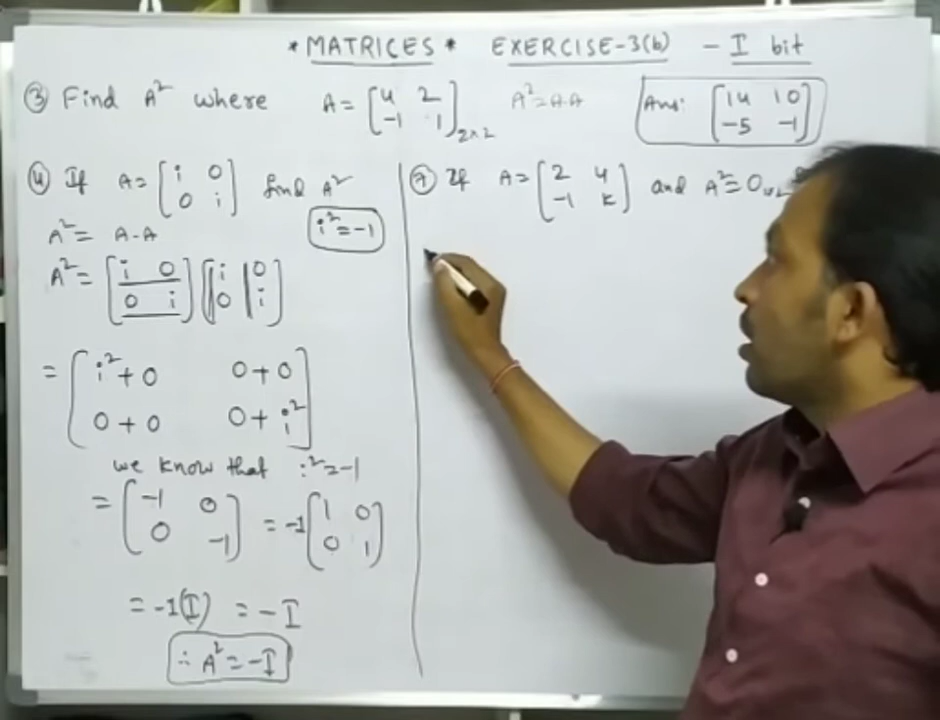 *MATRICES* EXERCISE-3(b) - I bit
③ Find A² where A = [4 2
-1 1]₂ₓ₂ A² = A.A Ans: [14 10
-5 -1]
④ If A = [i 0
0 i] find A²
i² = -1
A² = A.A
A² = [i 0
0 i] [i 0
0 i]
= [i²+0 0+0
0+0 0+i²]
we know that i² = -1
= [-1 0
0 -1] = -1[1 0
0 1]
= -1(I) = -I
∴ A² = -I
⑦ If A = [2 4
-1 k] and A² = 0